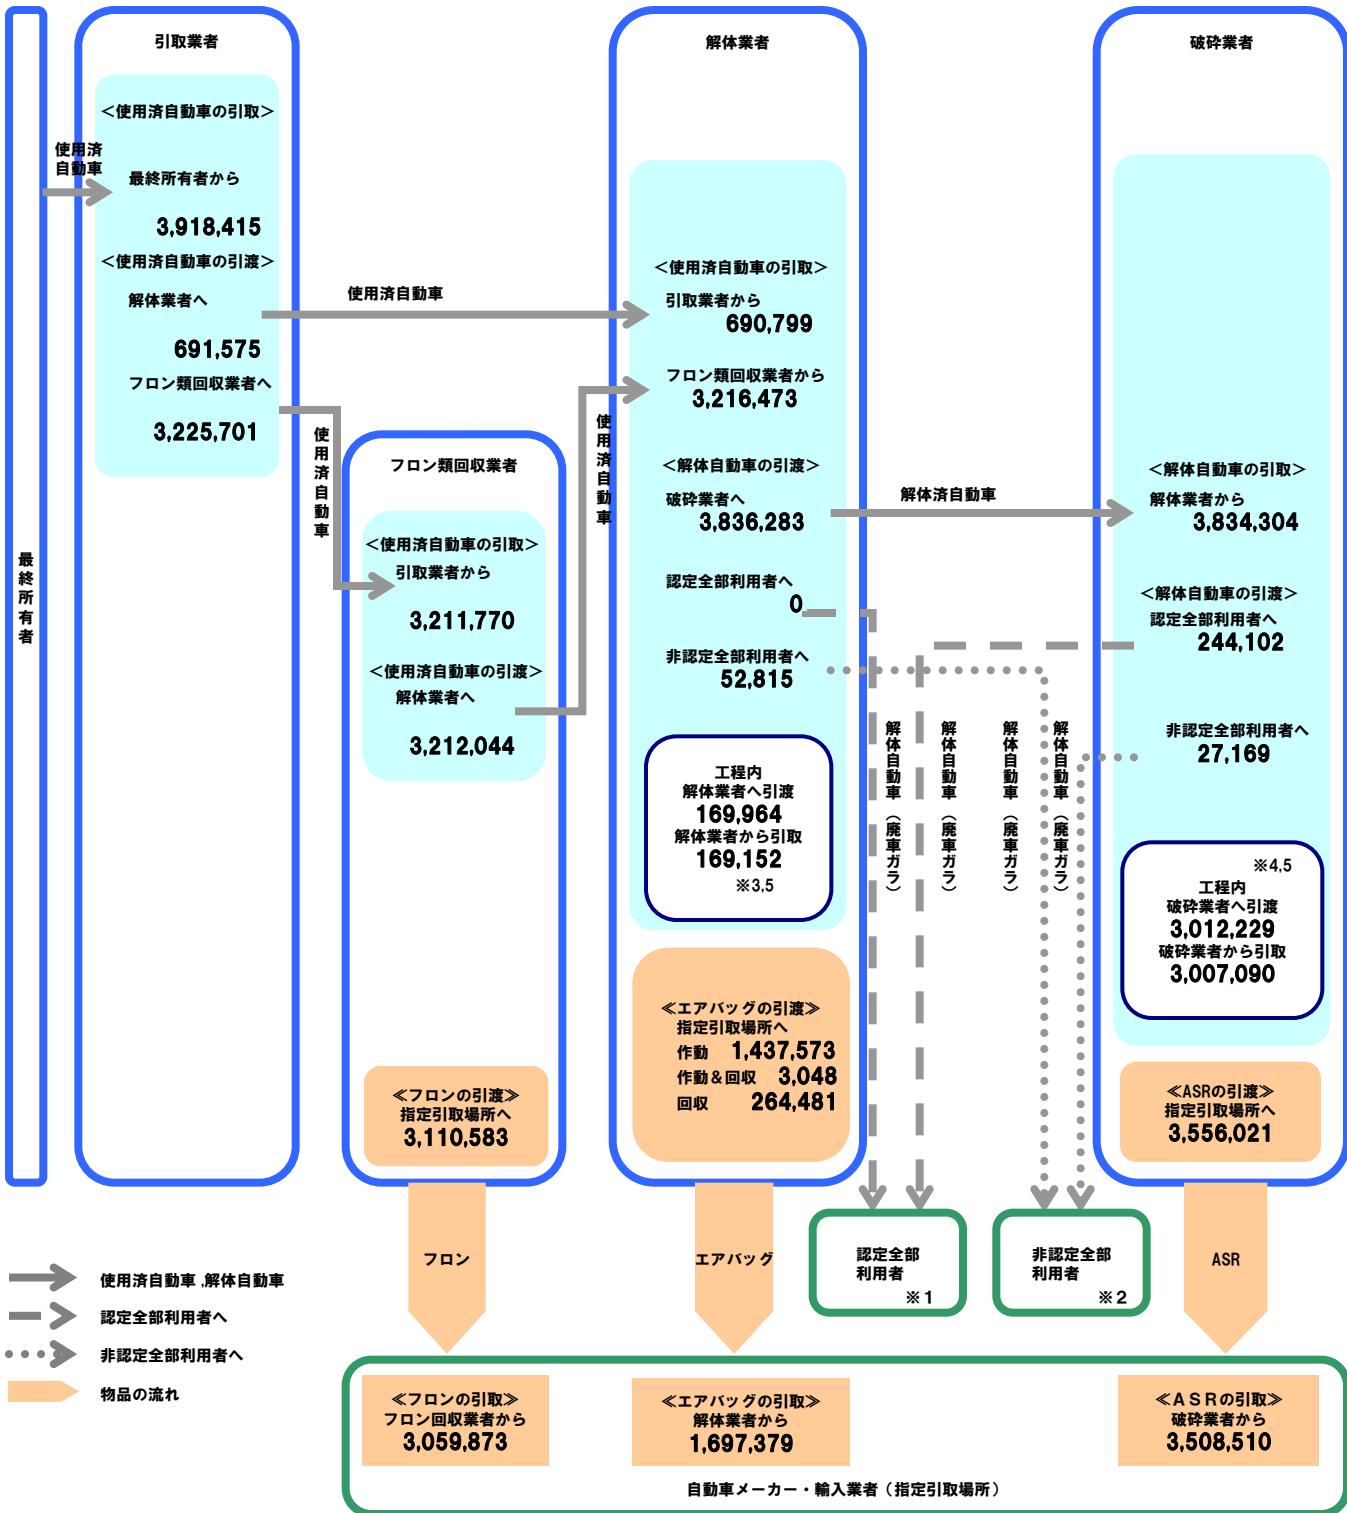 最終所有者
使用済
自動車
引取業者
＜使用済自動車の引取＞
最終所有者から
3,918,415
＜使用済自動車の引渡＞
解体業者へ
691,575
フロン類回収業者へ
3,225,701
使用済自動車
使用済自動車
フロン類回収業者
＜使用済自動車の引取＞
引取業者から
3,211,770
＜使用済自動車の引渡＞
解体業者へ
3,212,044
≪フロンの引渡≫
指定引取場所へ
3,110,583
使用済自動車
解体業者
＜使用済自動車の引取＞
引取業者から
690,799
フロン類回収業者から
3,216,473
＜解体自動車の引渡＞
破砕業者へ
3,836,283
認定全部利用者へ
0
非認定全部利用者へ
52,815
工程内
解体業者へ引渡
169,964
解体業者から引取
169,152
※3,5
≪エアバッグの引渡≫
指定引取場所へ
作動 1,437,573
作動＆回収 3,048
回収 264,481
解体済自動車
解体自動車（廃車ガラ）
解体自動車（廃車ガラ）
解体自動車（廃車ガラ）
解体自動車（廃車ガラ）
破砕業者
＜解体自動車の引取＞
解体業者から
3,834,304
＜解体自動車の引渡＞
認定全部利用者へ
244,102
非認定全部利用者へ
27,169
※4,5
工程内
破砕業者へ引渡
3,012,229
破砕業者から引取
3,007,090
≪ASRの引渡≫
指定引取場所へ
3,556,021
フロン
エアバッグ
認定全部
利用者
※１
非認定全部
利用者
※２
ASR
使用済自動車,解体自動車
認定全部利用者へ
非認定全部利用者へ
物品の流れ
≪フロンの引取≫
フロン回収業者から
3,059,873
≪エアバッグの引取≫
解体業者から
1,697,379
≪ＡＳＲの引取≫
破砕業者から
3,508,510
自動車メーカー・輸入業者（指定引取場所）